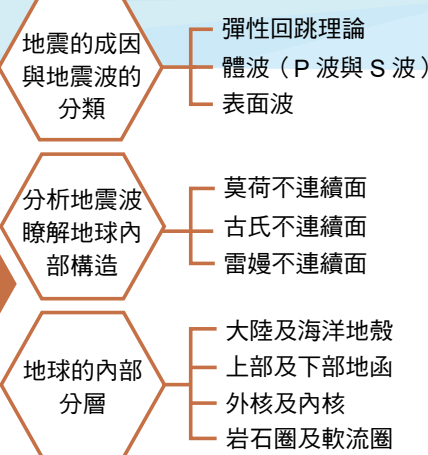 地震的成因
與地震波的
分類
彈性回跳理論
體波（P 波與 S 波）
表面波
分析地震波
瞭解地球內
部構造
莫荷不連續面
古氏不連續面
雷嫚不連續面
地球的內部
分層
大陸及海洋地殼
上部及下部地函
外核及內核
岩石圈及軟流圈